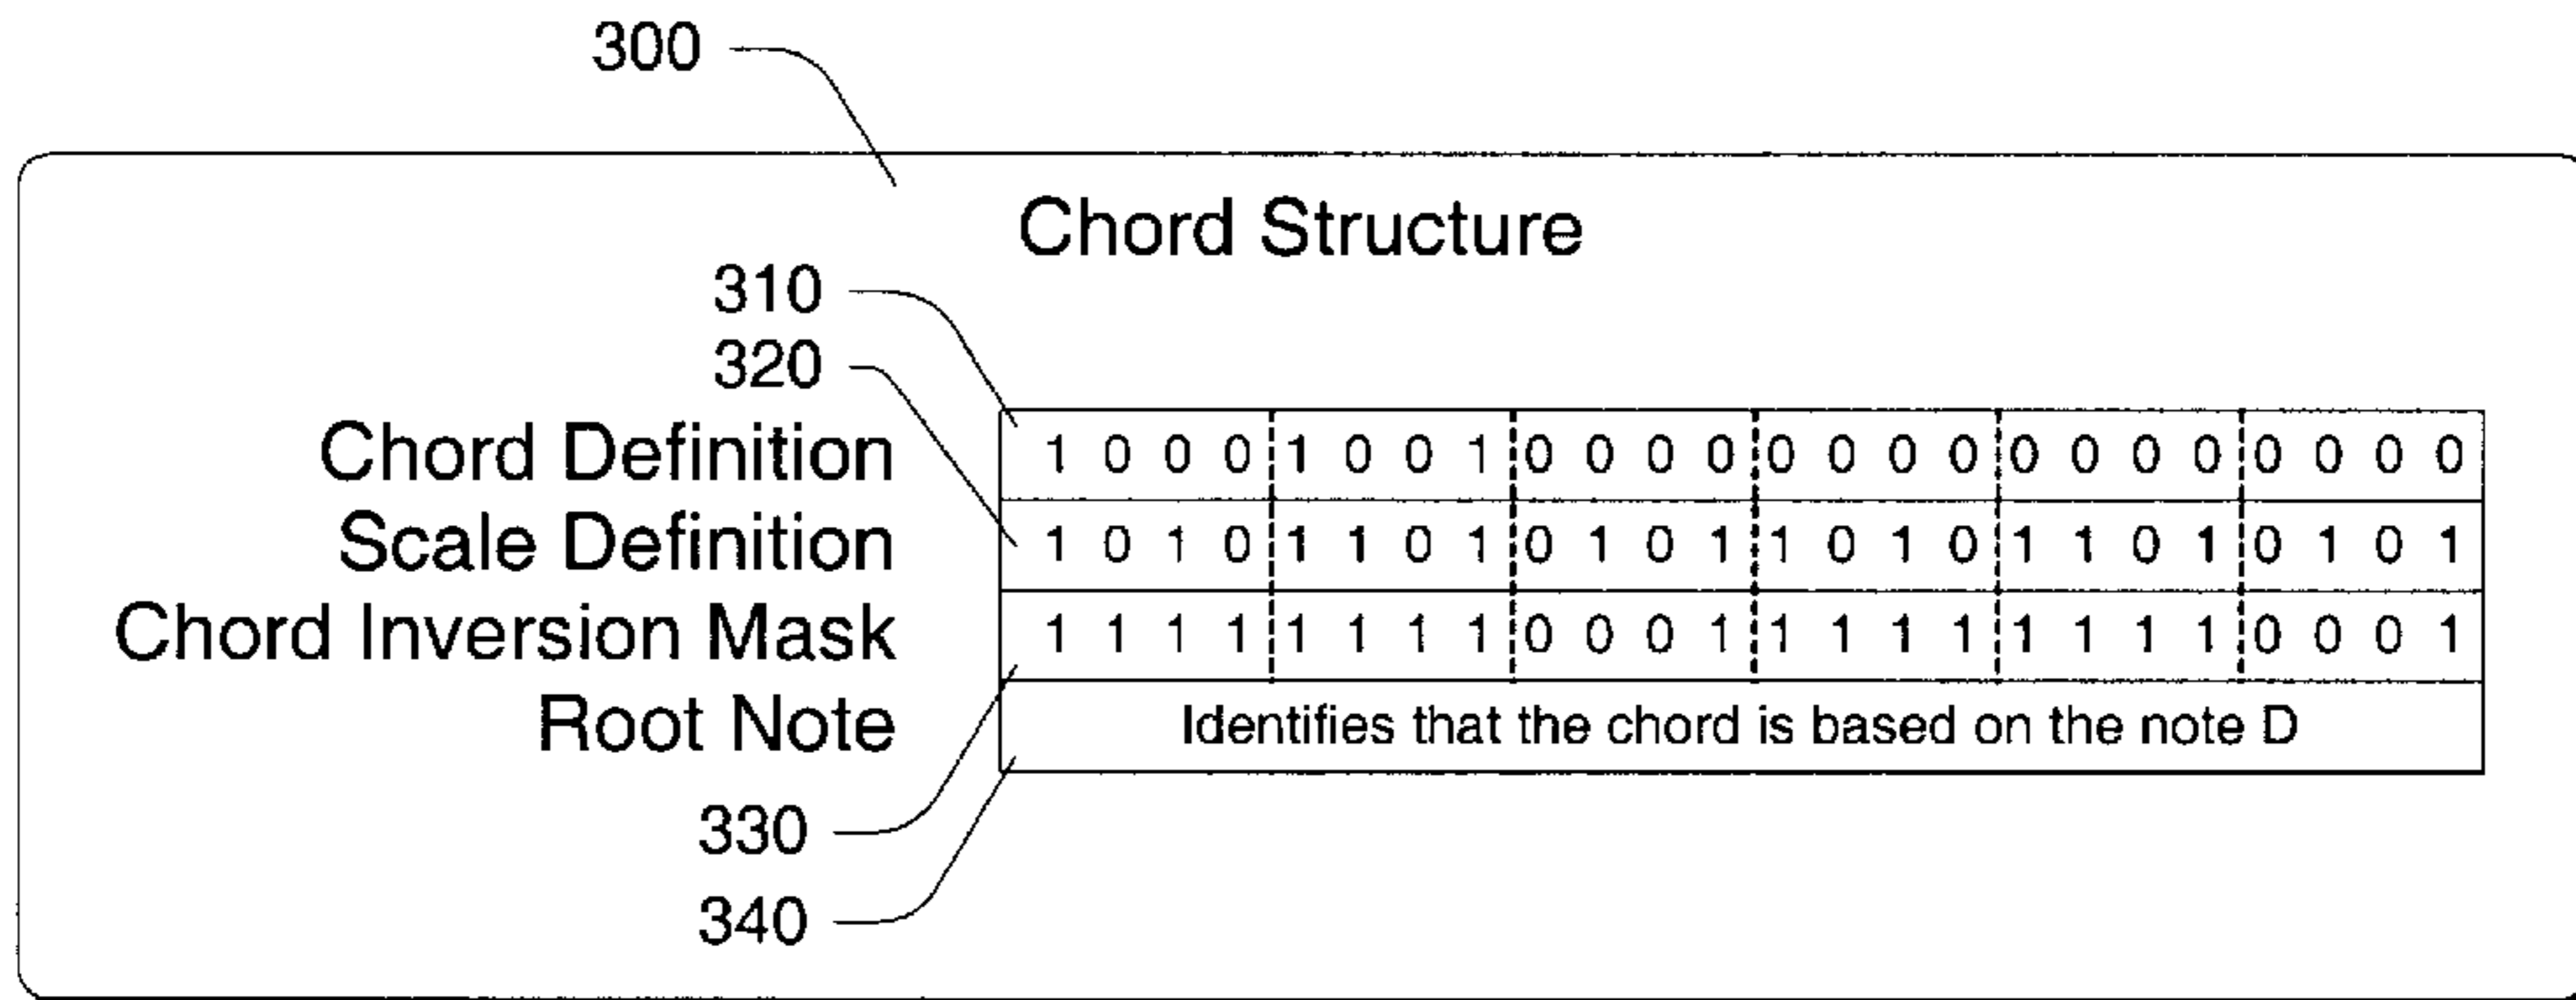 300
Chord Structure
310
320
Chord Definition 1 0 0 0 1 0 0 1 0 0 0 0 0 0 0 0 0 0 0 0 0 0 0 0
Scale Definition 1 0 1 0 1 1 0 1 0 1 0 1 1 0 1 0 1 1 0 1 0 1 0 1
Chord Inversion Mask 1 1 1 1 1 1 1 1 0 0 0 1 1 1 1 1 1 1 1 1 0 0 0 1
Root Note Identifies that the chord is based on the note D
330
340